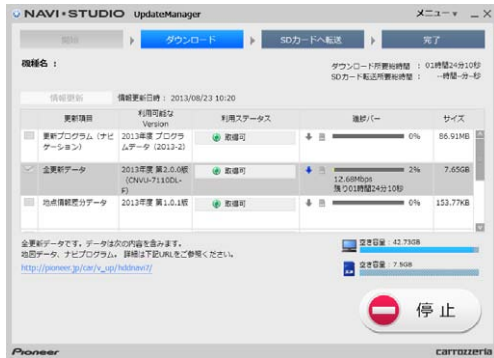 NAVI・STUDIO UpdateManager
メニュー
開始
ダウンロード
SDカードへ転送
完了
機種名 :
ダウンロード所要総時間 : 01時間24分10秒
SDカード転送所要総時間 : --時間-分-秒
情報更新
情報更新日時 : 2013/08/23 10:20
更新項目
利用可能な
Version
利用ステータス
進捗バー
サイズ
更新プログラム(ナビ
ゲーション)
2013年度 プログラ
ムデータ (2013-2)
取得可
0%
86.91MB
全更新データ
2013年度 第2.0.0版
(CNVU-7110DL-
F)
取得可
2%
12.68Mbps
残り01時間24分10秒
7.65GB
地点情報差分データ
2013年度 第1.0.1版
取得可
0%
153.77KB
全更新データです。データは次の内容を含みます。
地図データ、ナビプログラム。 詳細は下記URLをご参照ください。
http://pioneer.jp/car/v_up/hddnavi7/
空き容量 : 42.73GB
空き容量 : 7.5GB
停止
Pioneer
carrozzeria